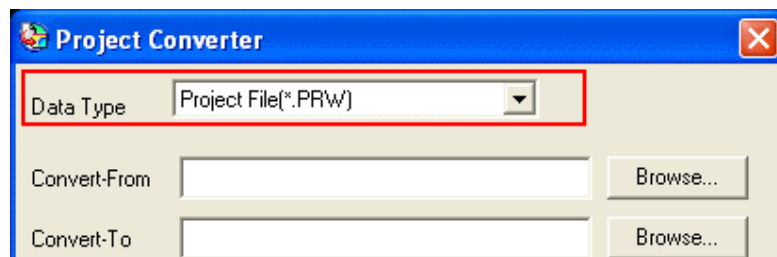 Project Converter
Data Type Project File(*.PRW)
Convert-From Browse...
Convert-To Browse...